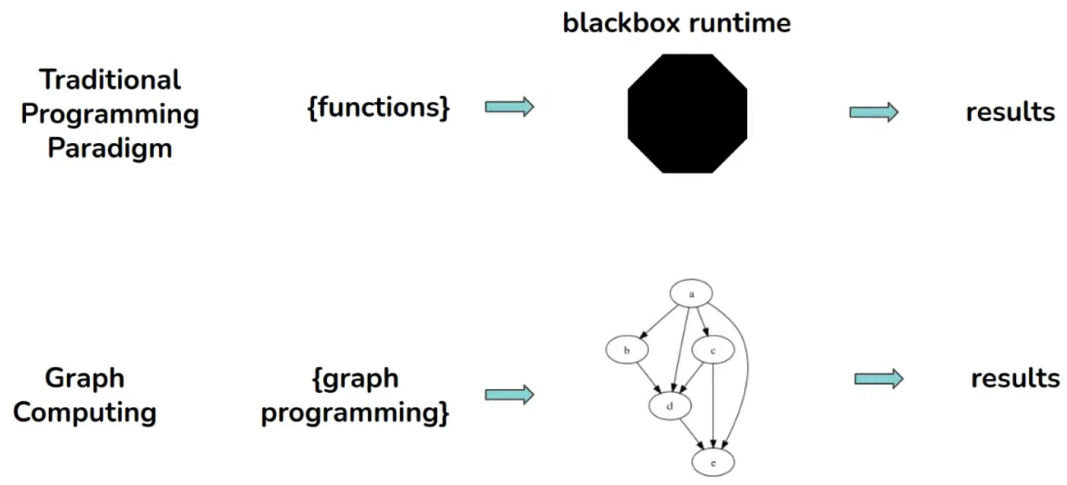 blackbox runtime
Traditional
Programming
Paradigm
{functions}
results
a
b
c
d
e
Graph
Computing
{graph
programming}
results